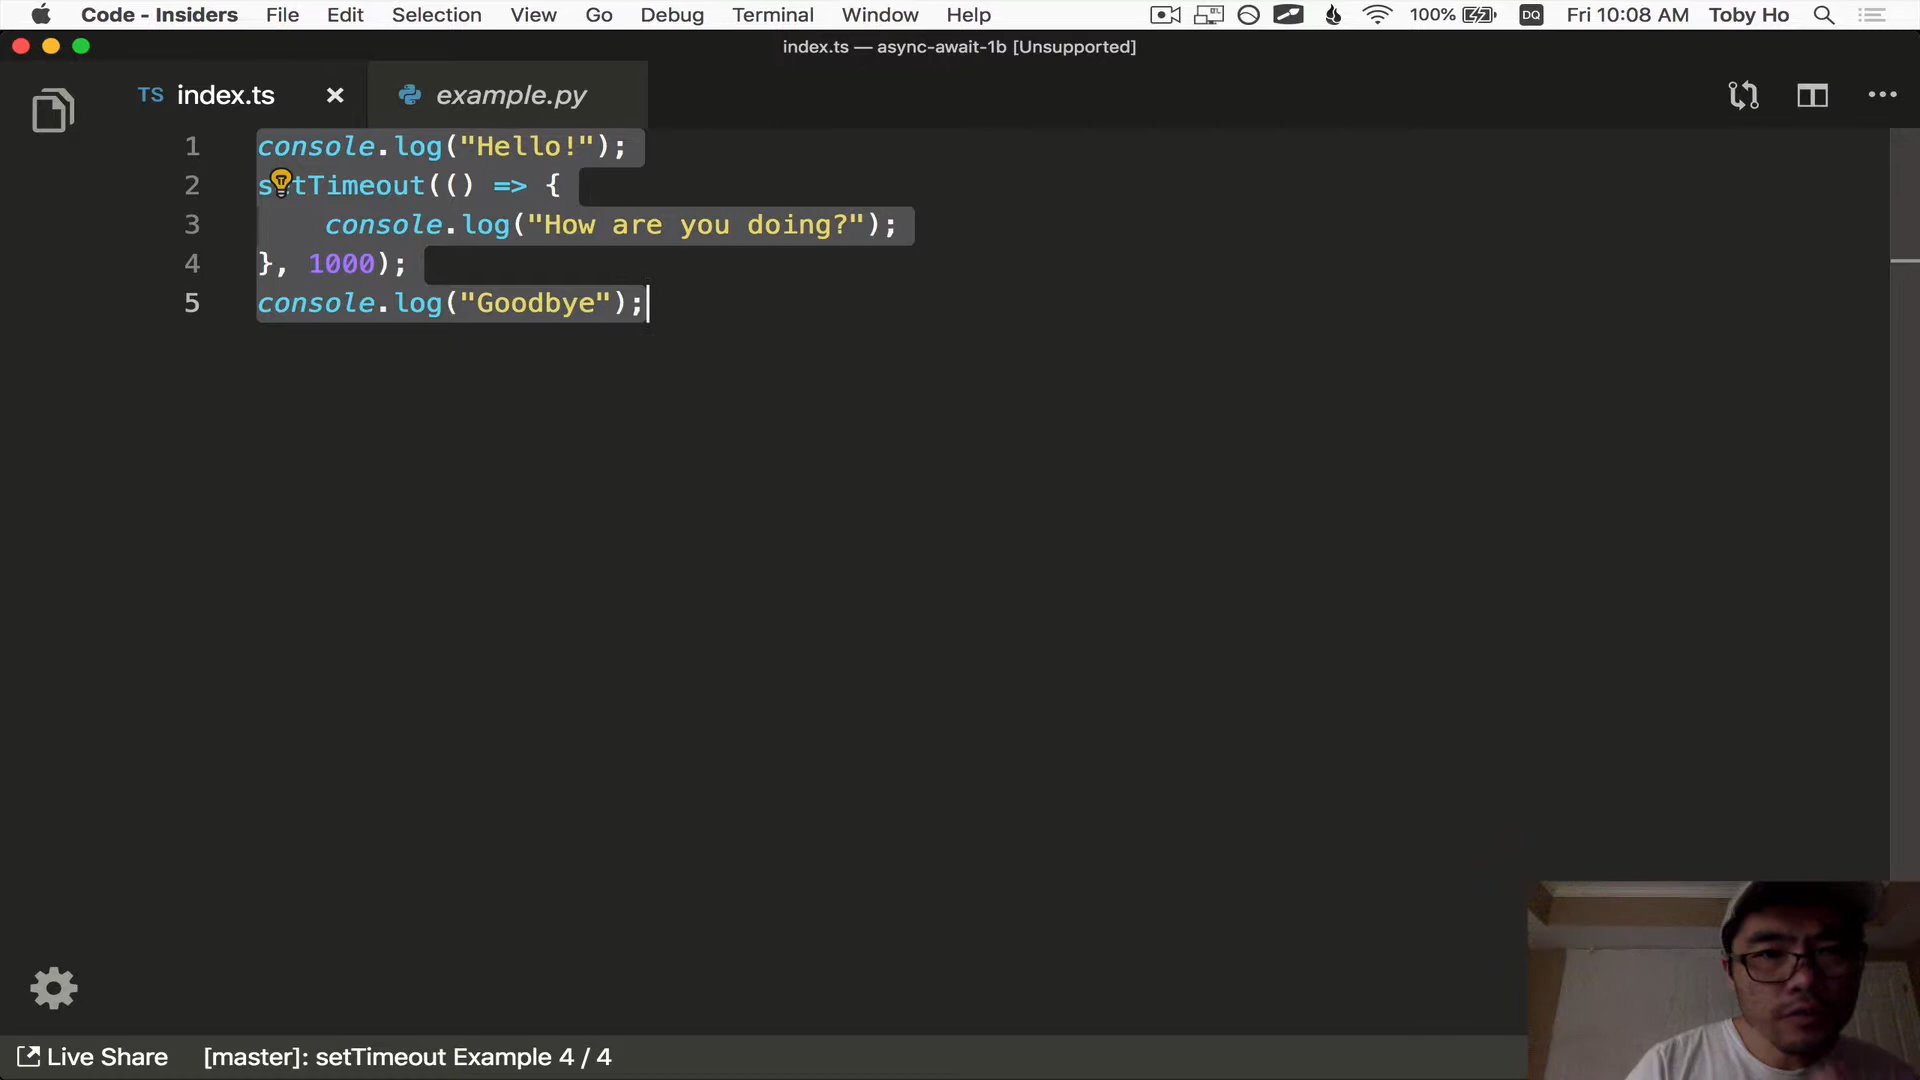 Code - Insiders File Edit Selection View Go Debug Terminal Window Help 100% DQ Fri 10:08 AM Toby Ho
index.ts — async-await-1b [Unsupported]
TS index.ts example.py
1 console.log("Hello!");
2 setTimeout(() => {
3 console.log("How are you doing?");
4 }, 1000);
5 console.log("Goodbye");
Live Share [master]: setTimeout Example 4 / 4